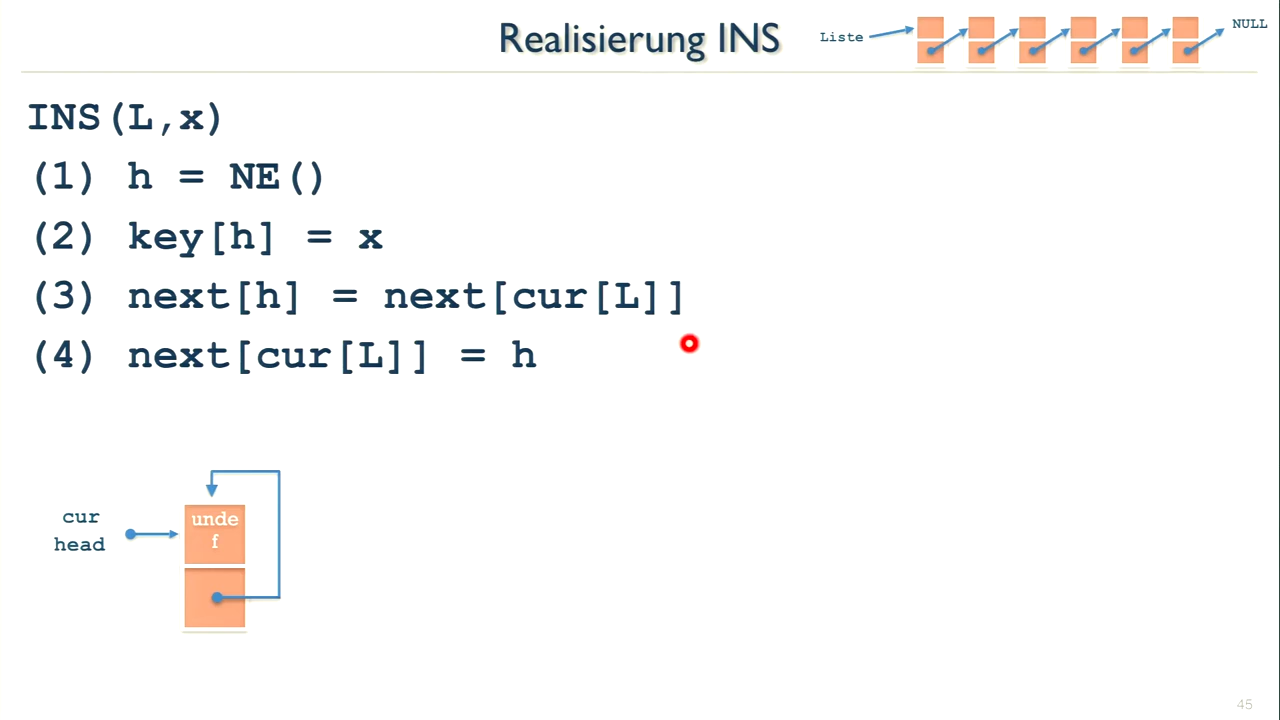 Realisierung INS
Liste
NULL
INS(L,x)
(1) h = NE()
(2) key[h] = x
(3) next[h] = next[cur[L]]
(4) next[cur[L]] = h
cur
head
unde
f
45